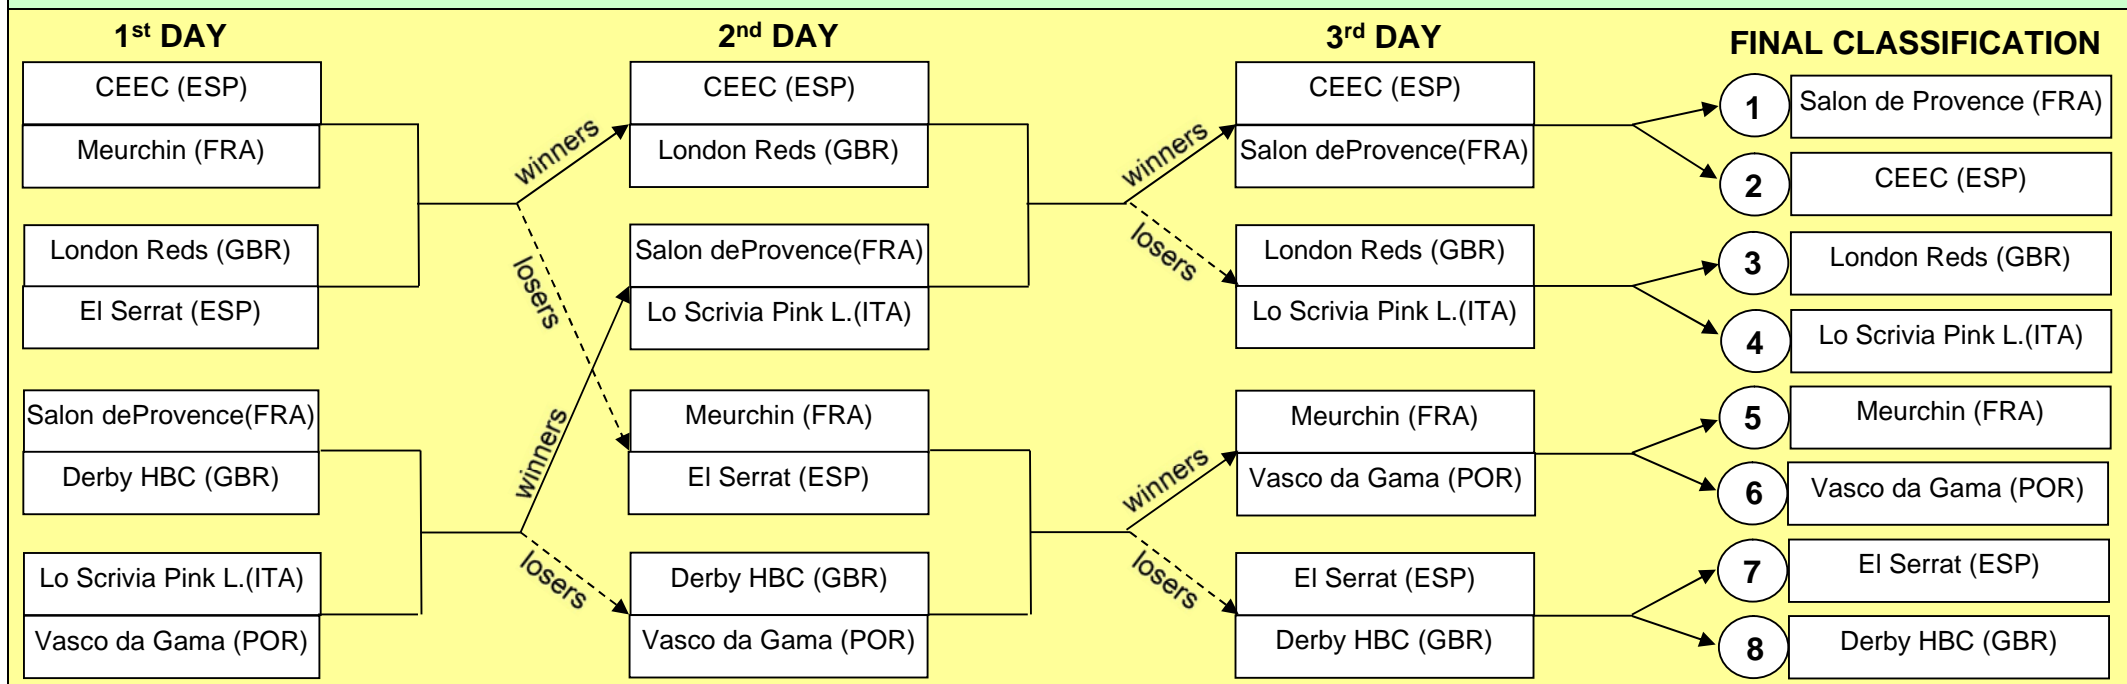 1st DAY
2nd DAY
3rd DAY
FINAL CLASSIFICATION
CEEC (ESP)
Meurchin (FRA)
London Reds (GBR)
El Serrat (ESP)
Salon deProvence(FRA)
Derby HBC (GBR)
Lo Scrivia Pink L.(ITA)
Vasco da Gama (POR)
winners
losers
winners
losers
CEEC (ESP)
London Reds (GBR)
Salon deProvence(FRA)
Lo Scrivia Pink L.(ITA)
Meurchin (FRA)
El Serrat (ESP)
Derby HBC (GBR)
Vasco da Gama (POR)
winners
losers
winners
losers
CEEC (ESP)
Salon deProvence(FRA)
London Reds (GBR)
Lo Scrivia Pink L.(ITA)
Meurchin (FRA)
Vasco da Gama (POR)
El Serrat (ESP)
Derby HBC (GBR)
1 Salon de Provence (FRA)
2 CEEC (ESP)
3 London Reds (GBR)
4 Lo Scrivia Pink L.(ITA)
5 Meurchin (FRA)
6 Vasco da Gama (POR)
7 El Serrat (ESP)
8 Derby HBC (GBR)